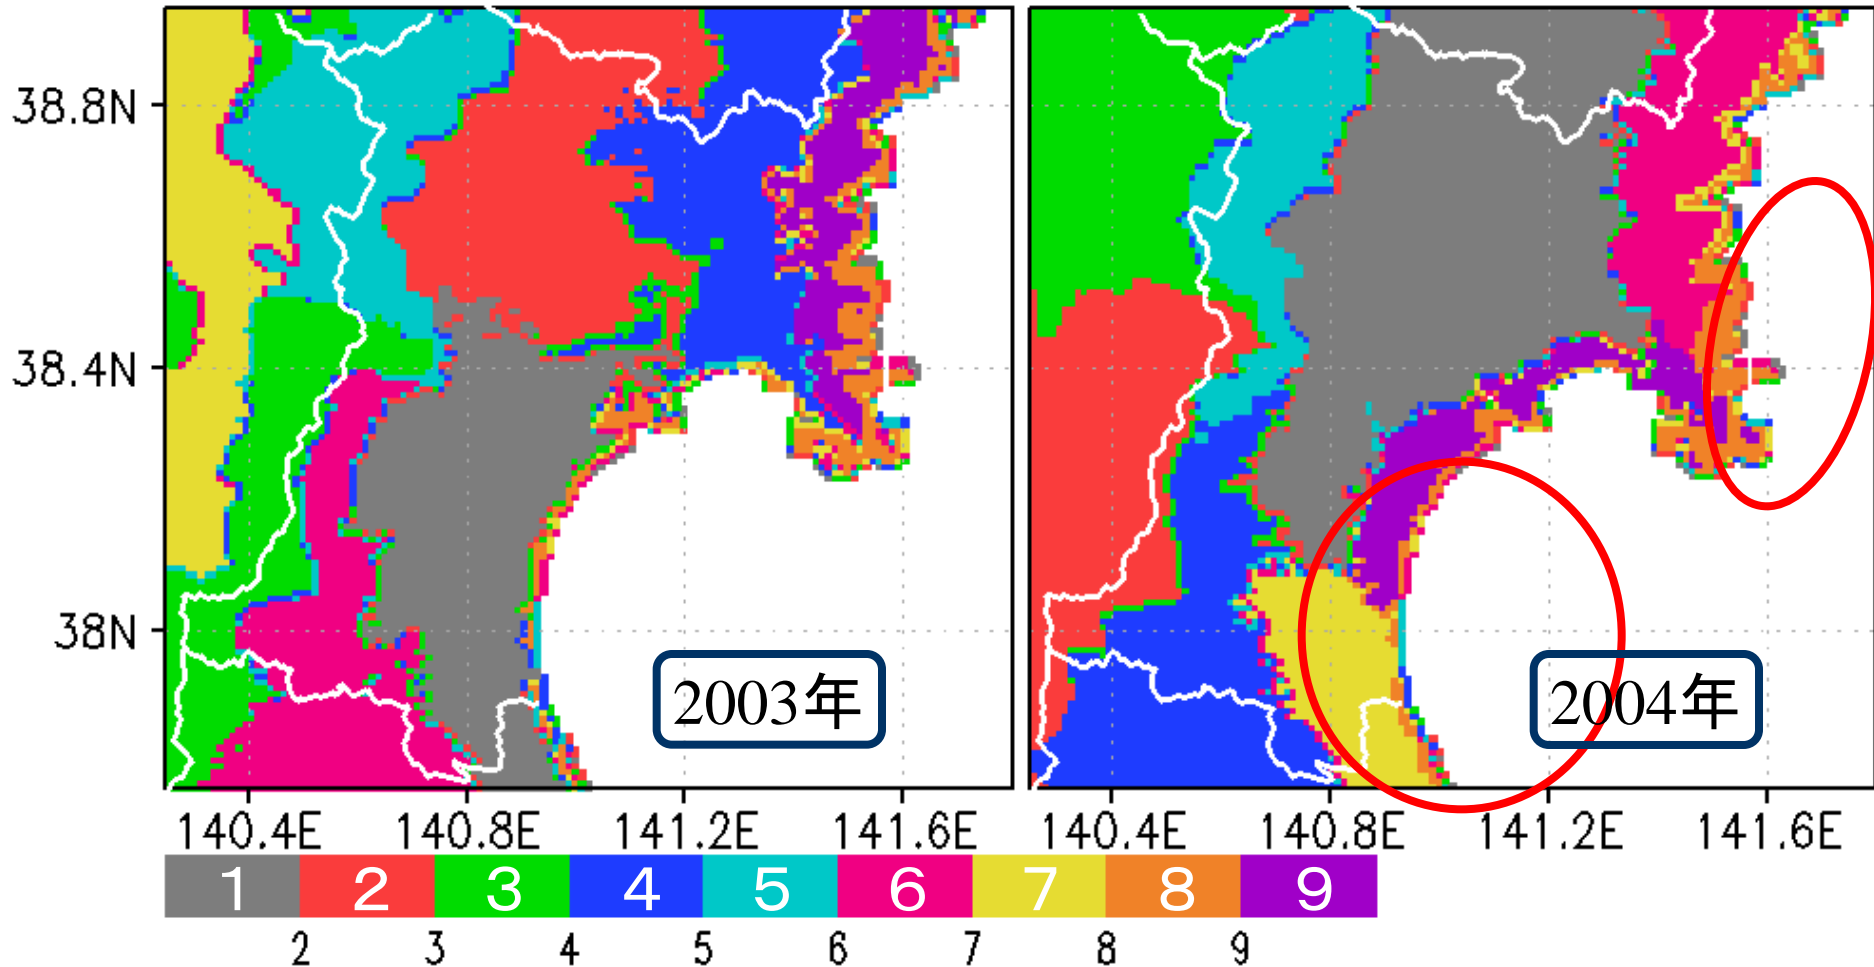 38.8N
38.4N
38N
2003年
2004年
140.4E 140.8E 141.2E 141.6E 140.4E 140.8E 141.2E 141.6E
1 2 3 4 5 6 7 8 9
2 3 4 5 6 7 8 9